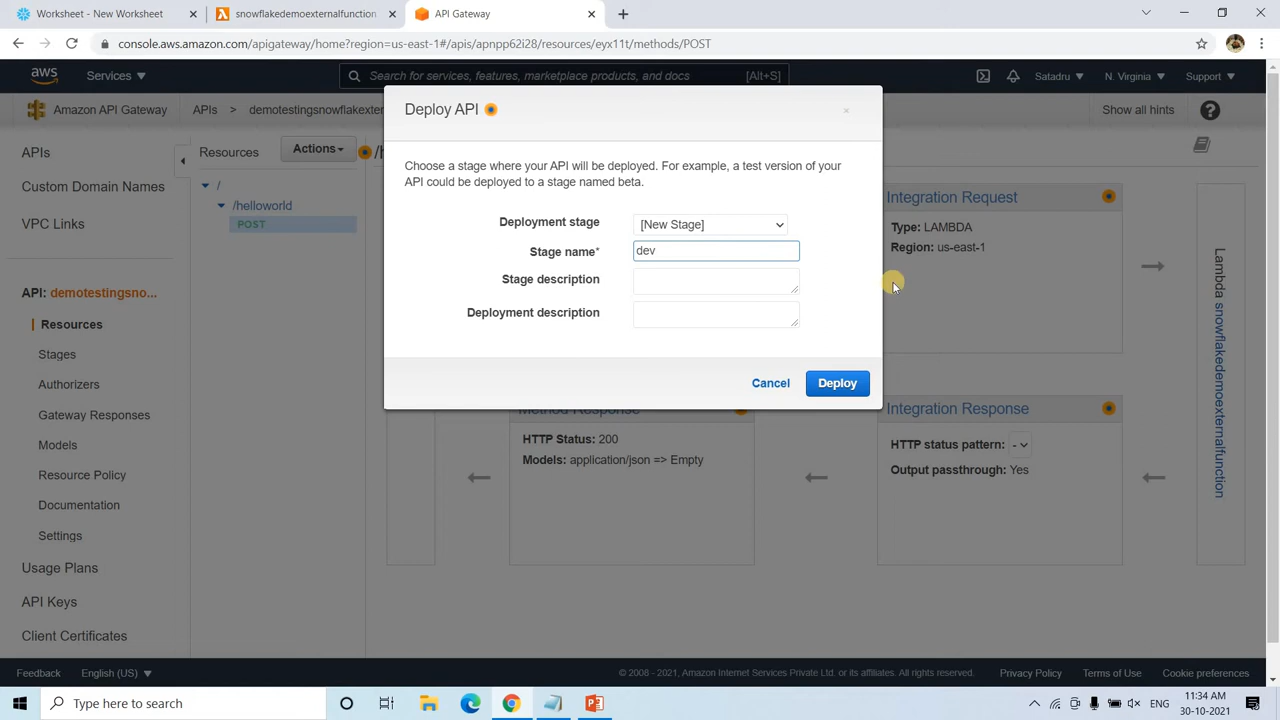 Worksheet - New Worksheet
snowflakedemoexternalfunction
API Gateway
console.aws.amazon.com/apigateway/home?region=us-east-1#/apis/apnpp62i28/resources/eyx11t/methods/POST
aws
Services
Search for services, features, marketplace products, and docs
[Alt+S]
Satadru
N. Virginia
Support
Amazon API Gateway
APIs
>
demotestingsnowflakexter
Show all hints
?
Deploy API
Choose a stage where your API will be deployed. For example, a test version of your
API could be deployed to a stage named beta.
Deployment stage
[New Stage]
Stage name*
dev
Stage description
Deployment description
Cancel
Deploy
APIs
Custom Domain Names
VPC Links
API: demotestingsno...
Resources
Stages
Authorizers
Gateway Responses
Models
Resource Policy
Documentation
Settings
Usage Plans
API Keys
Client Certificates
Resources
Actions
/
/helloworld
POST
Integration Request
Type: LAMBDA
Region: us-east-1
Method Response
HTTP Status: 200
Models: application/json => Empty
Integration Response
HTTP status pattern: -
Output passthrough: Yes
Lambda snowflakedemoexternalfunction
Feedback
English (US)
© 2008 - 2021, Amazon Internet Services Private Ltd. or its affiliates. All rights reserved.
Privacy Policy
Terms of Use
Cookie preferences
Type here to search
ENG
11:34 AM
30-10-2021